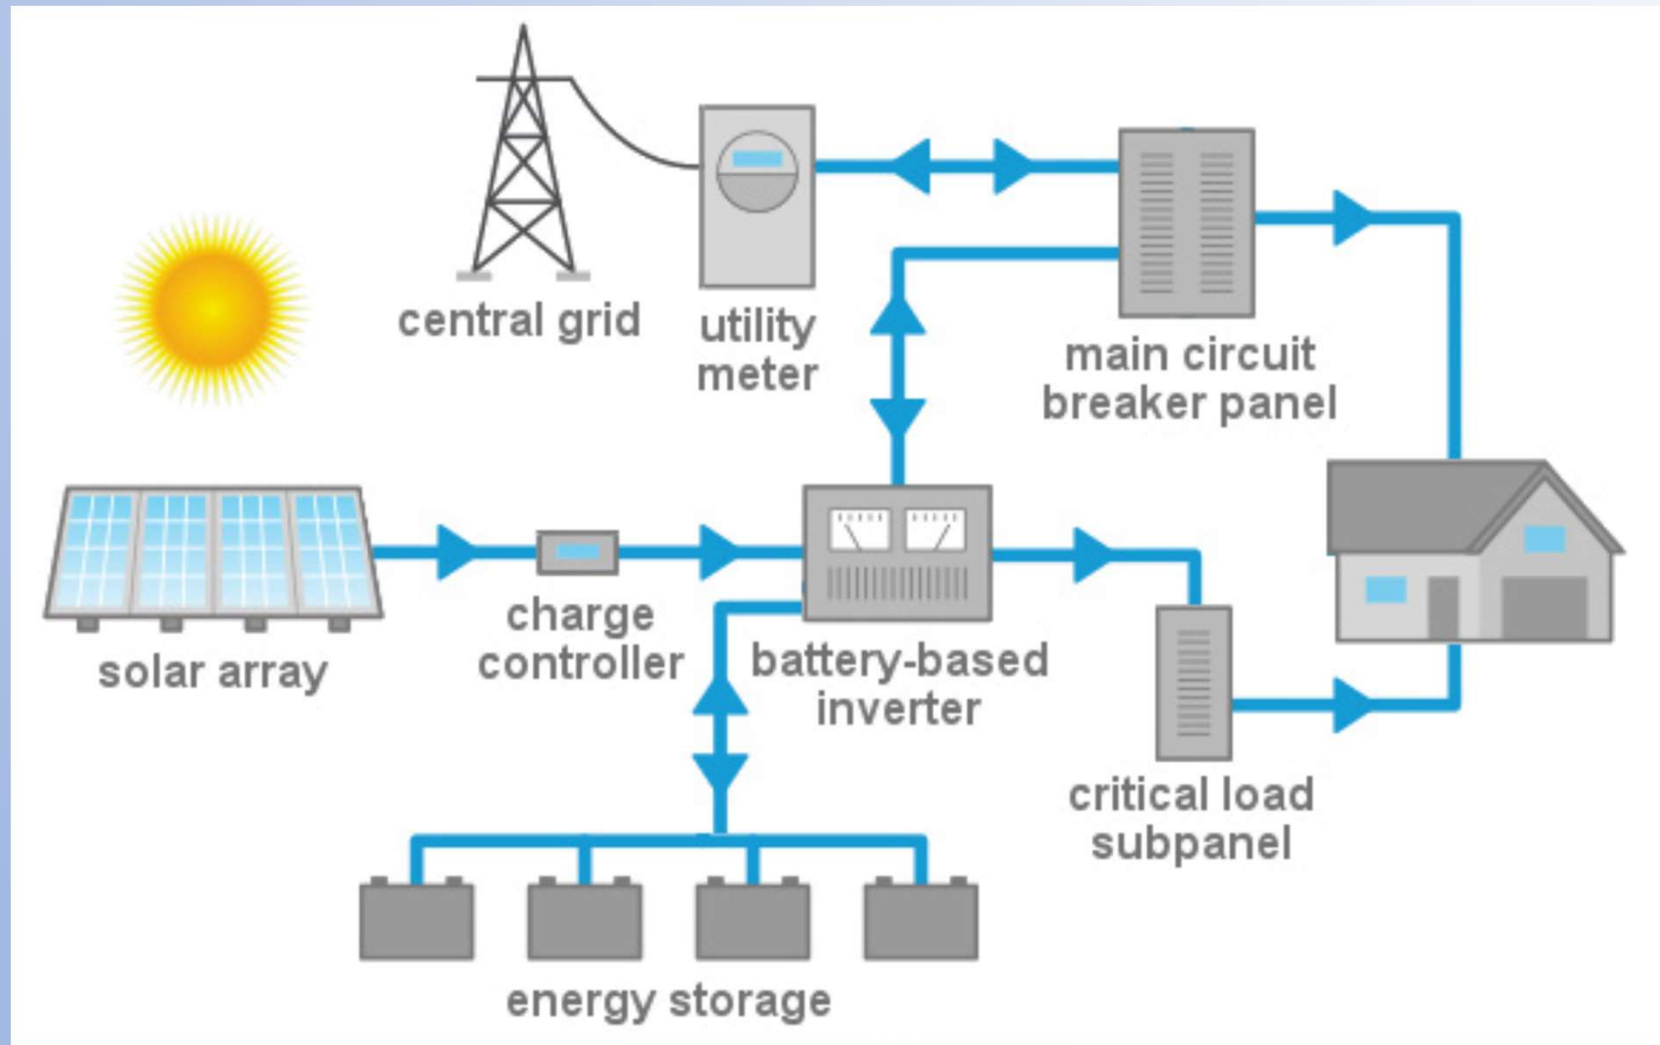 central grid
utility
meter
main circuit
breaker panel
solar array
charge
controller
battery-based
inverter
critical load
subpanel
energy storage